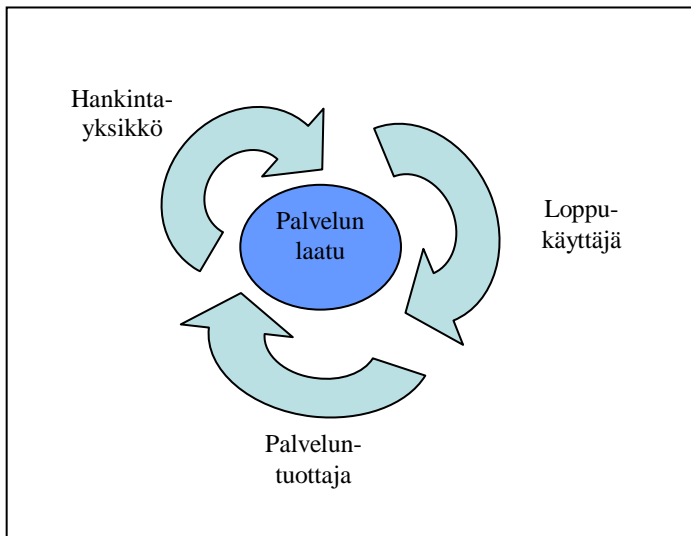 Hankinta-
yksikkö
Palvelun
laatu
Loppu-
käyttäjä
Palvelun-
tuottaja